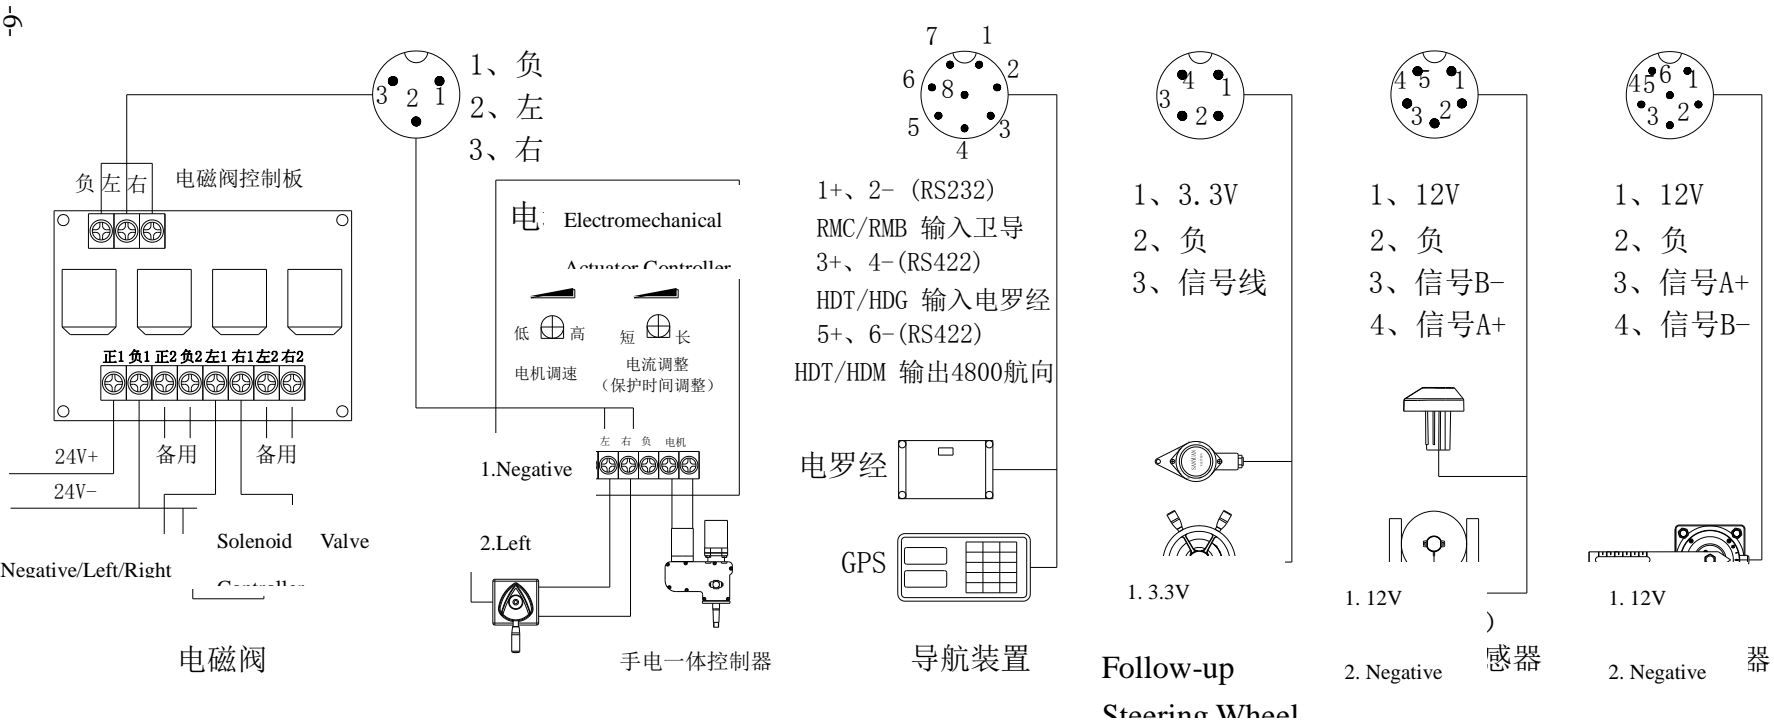 -9-
3 2 1
1、负
2、左
3、右
负 左 右
电磁阀控制板
正1 负1 正2 负2 左1 右1 左2 右2
24V+
24V-
备用
备用
Solenoid Valve
Controller
Negative/Left/Right
电磁阀
电
Electromechanical
Actuator Controller
低 高
短 长
电机调速
电流调整
(保护时间调整)
左 右 负 电机
1.Negative
2.Left
手电一体控制器
7 1
6 2
8
5 3
4
1+、2- (RS232)
RMC/RMB 输入卫导
3+、4-(RS422)
HDT/HDG 输入电罗经
5+、6-(RS422)
HDT/HDM 输出4800航向
电罗经
GPS
导航装置
4 1
3 2
1、3.3V
2、负
3、信号线
1. 3.3V
Follow-up
Steering Wheel
4 5 1
3 2
1、12V
2、负
3、信号B-
4、信号A+
1. 12V
)
2. Negative
感器
4 5 6 1
3 2
1、12V
2、负
3、信号A+
4、信号B-
1. 12V
2. Negative
器